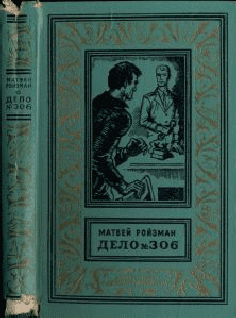 МАТВЕЙ
РОЙЗМАН
ДЕЛО
№306
МАТВЕЙ РОЙЗМАН
ДЕЛО №306